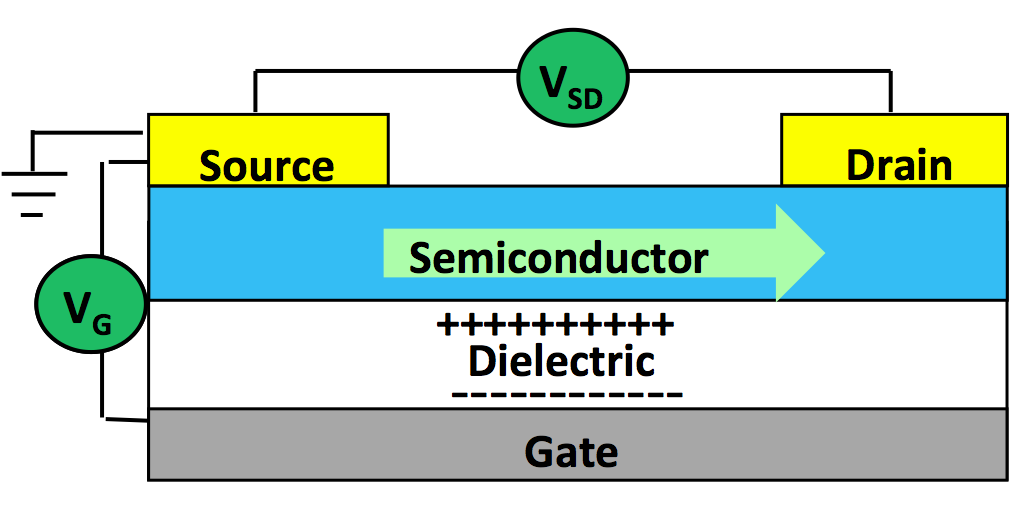 VSD
Source
Drain
Semiconductor
VG
++++++++++
Dielectric
------------
Gate